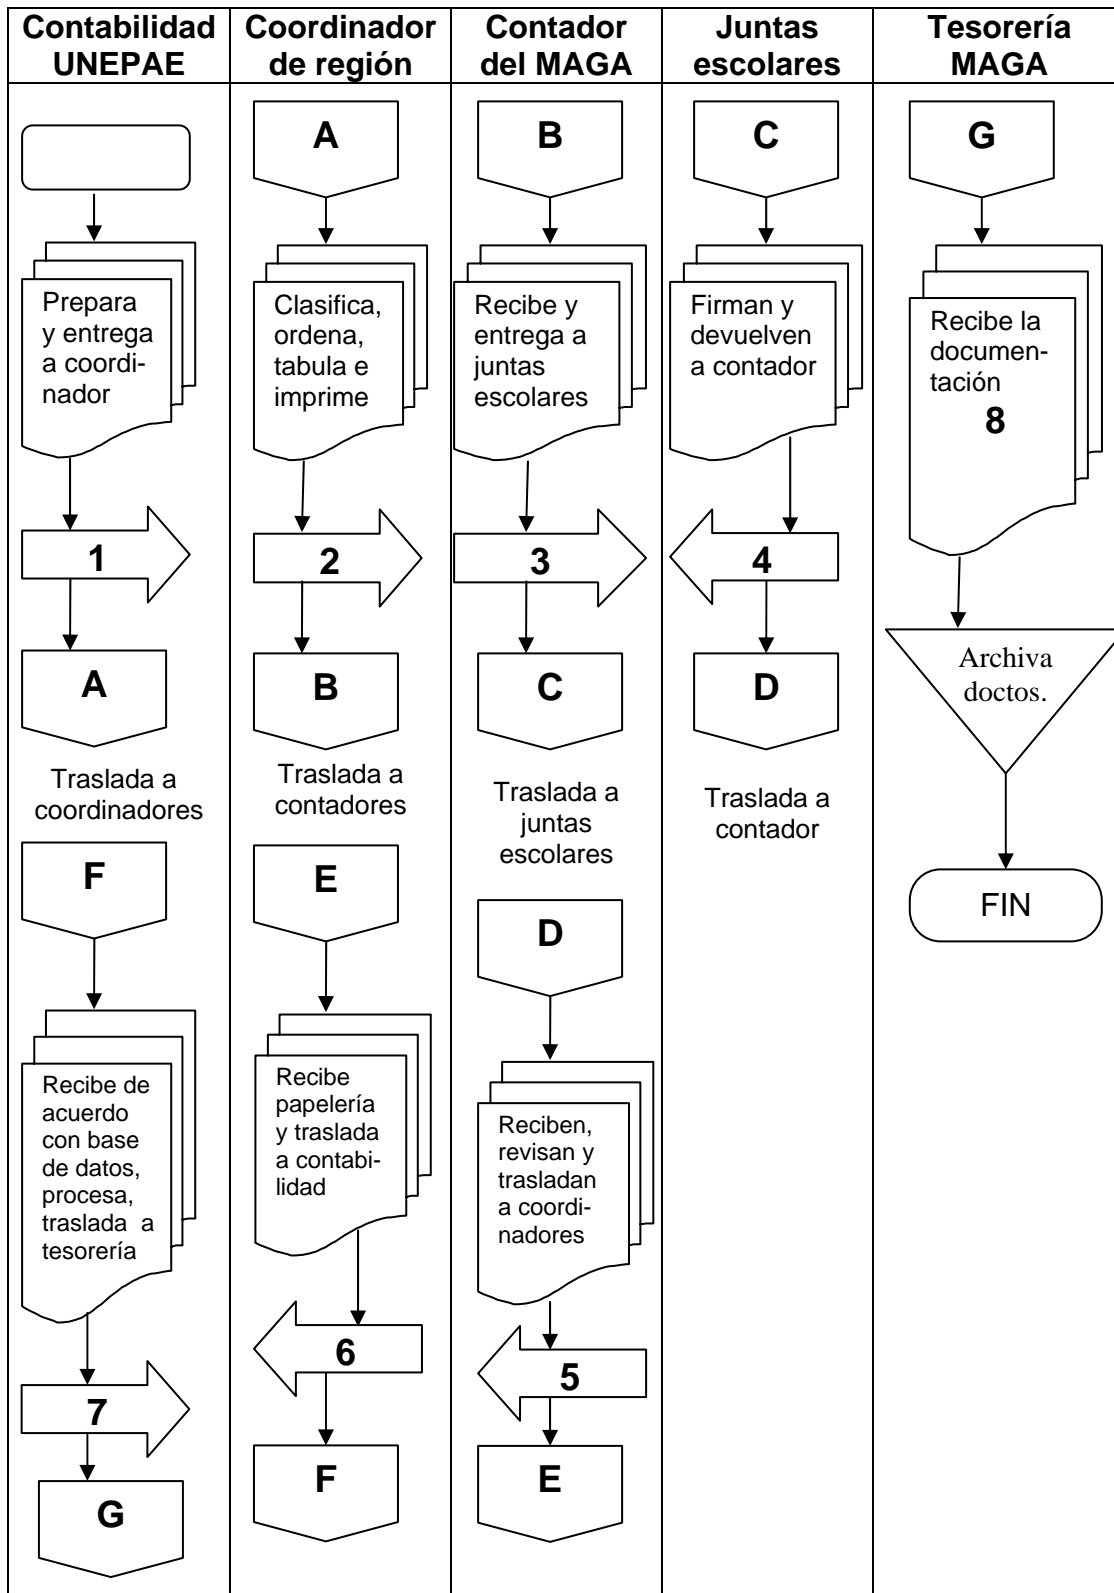 Contabilidad
UNEPAE
Coordinador
de región
Contador
del MAGA
Juntas
escolares
Tesorería
MAGA
Prepara
y entrega
a coordi-
nador
1
A
Traslada a
coordinadores
F
Recibe de
acuerdo
con base
de datos,
procesa,
traslada a
tesorería
7
G
A
Clasifica,
ordena,
tabula e
imprime
2
B
Traslada a
contadores
E
Recibe
papelería
y traslada
a contabi-
lidad
6
F
B
Recibe y
entrega a
juntas
escolares
3
C
Traslada a
juntas
escolares
D
Reciben,
revisan y
trasladan
a coordi-
nadores
5
E
C
Firman y
devuelven
a contador
4
D
Traslada a
contador
G
Recibe la
documen-
tación
8
Archiva
doctos.
FIN